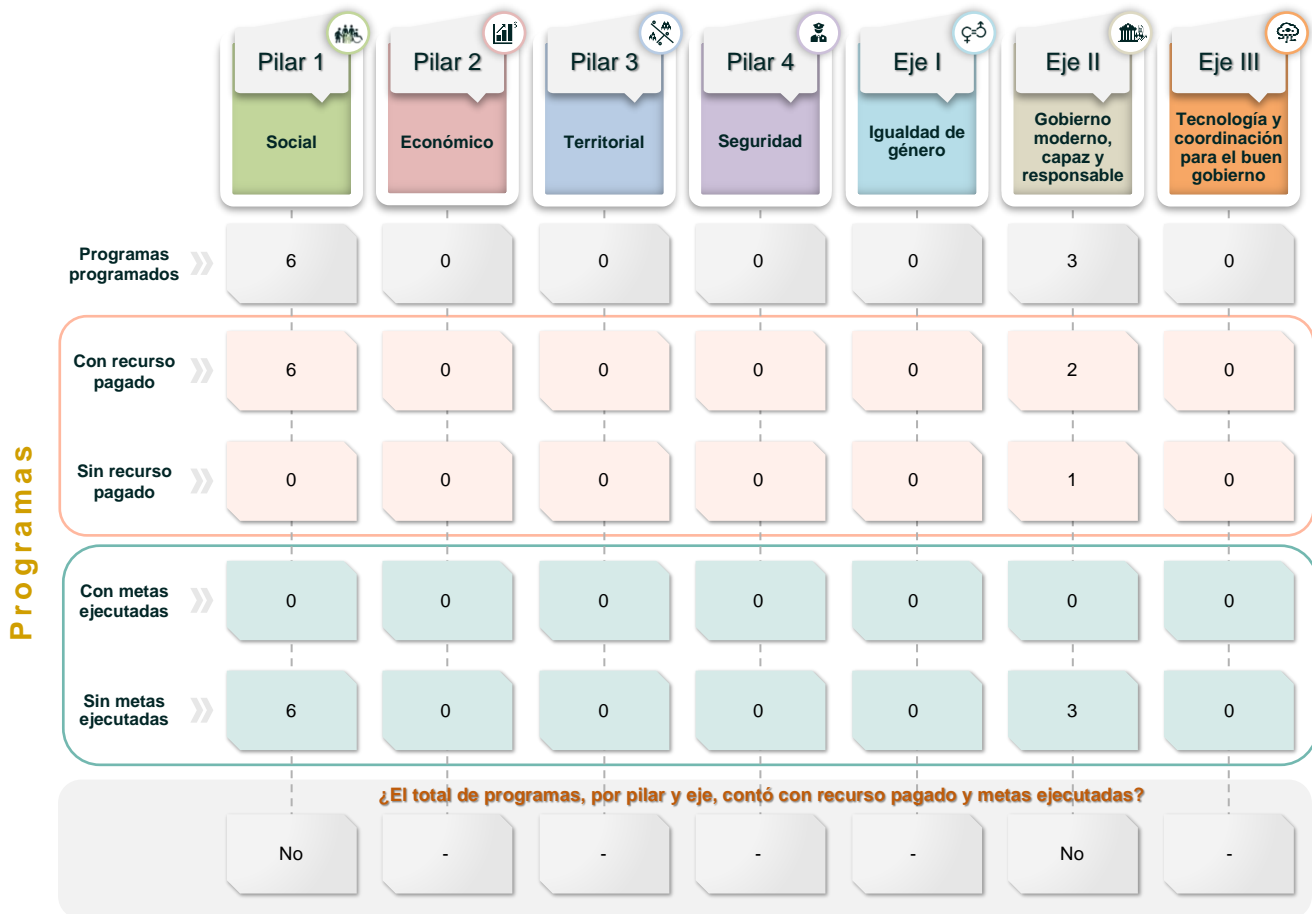 Pilar 1
Pilar 2
Pilar 3
Pilar 4
Eje I
Eje II
Eje III
Social
Económico
Territorial
Seguridad
Igualdad de
género
Gobierno
moderno,
capaz y
responsable
Tecnología y
coordinación
para el buen
gobierno
Programas
Programas
programados
6 0 0 0 0 3 0
Con recurso
pagado
6 0 0 0 0 2 0
Sin recurso
pagado
0 0 0 0 0 1 0
Con metas
ejecutadas
0 0 0 0 0 0 0
Sin metas
ejecutadas
6 0 0 0 0 3 0
¿El total de programas, por pilar y eje, contó con recurso pagado y metas ejecutadas?
No - - - - No -